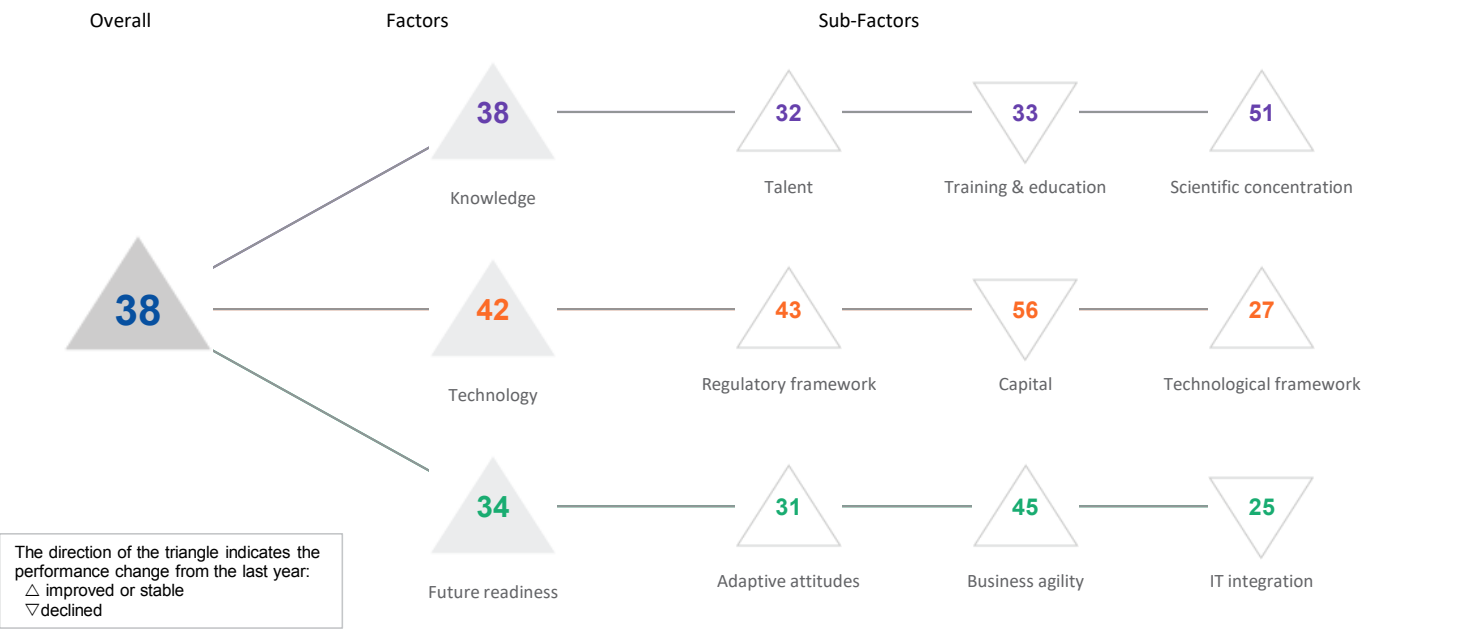 Overall
Factors
Sub-Factors
38
32
33
51
Knowledge
Talent
Training & education
Scientific concentration
38
42
43
56
27
Technology
Regulatory framework
Capital
Technological framework
34
31
45
25
Future readiness
Adaptive attitudes
Business agility
IT integration
The direction of the triangle indicates the
performance change from the last year:
△ improved or stable
▽declined